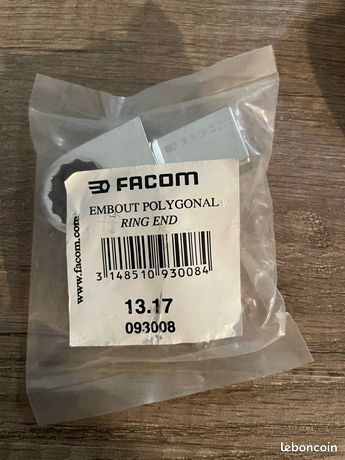 FACOM
EMBOUT POLYGONAL
RING END
www.facom.com
3 148510 930084
13.17
093008
leboncoin